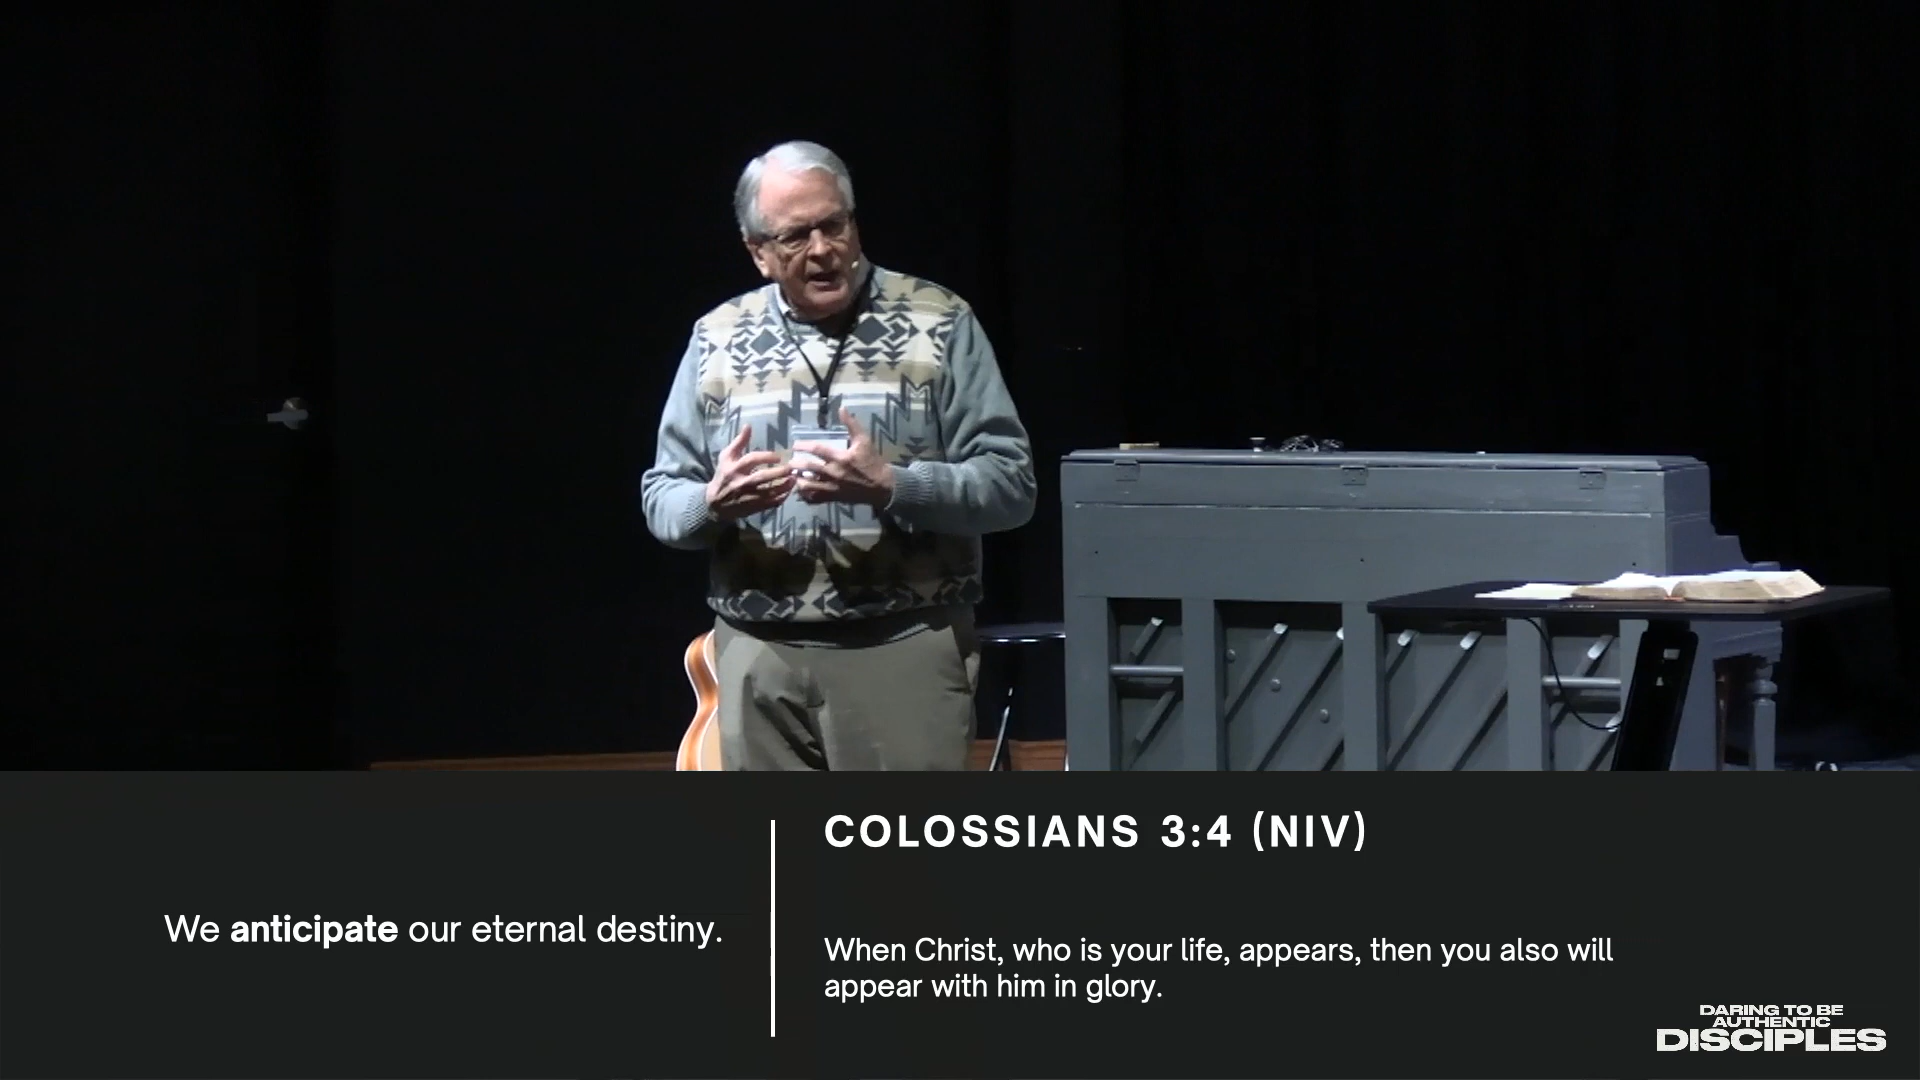 We anticipate our eternal destiny.
COLOSSIANS 3:4 (NIV)
When Christ, who is your life, appears, then you also will
appear with him in glory.
DARING TO BE
AUTHENTIC
DISCIPLES